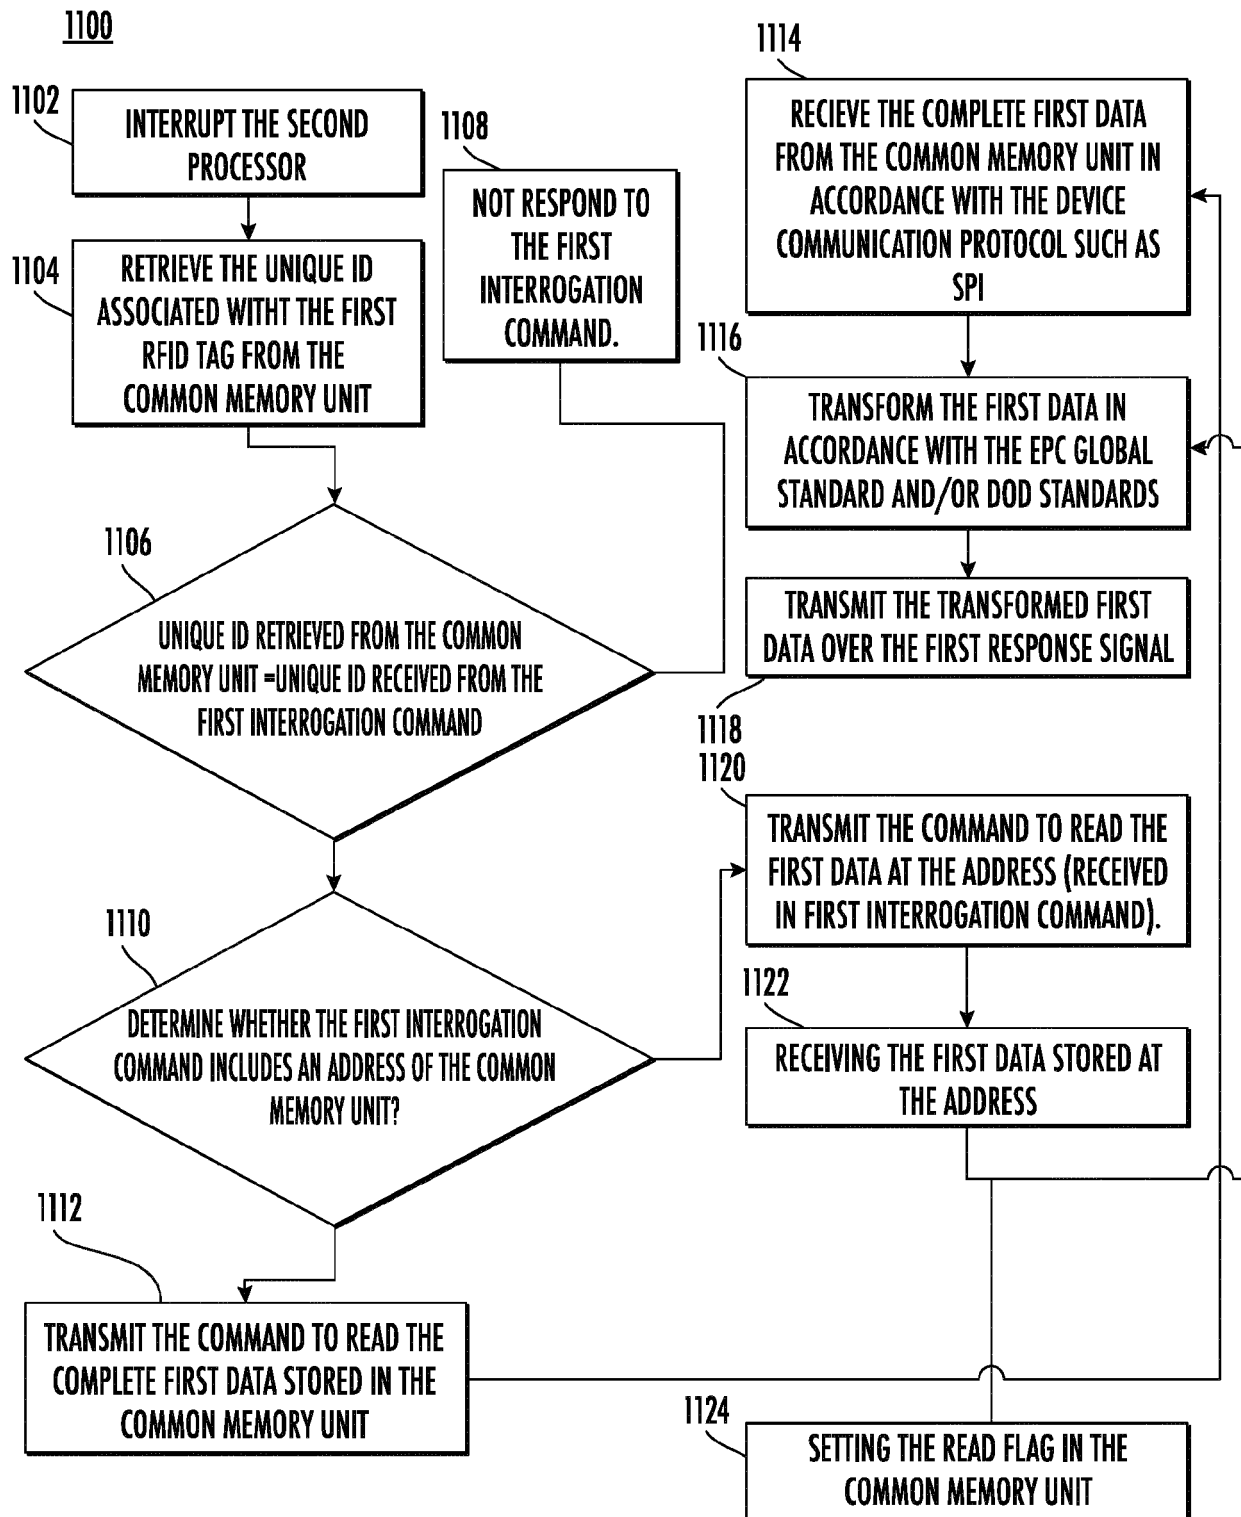 1100
1102
INTERRUPT THE SECOND
PROCESSOR
1104
RETRIEVE THE UNIQUE ID
ASSOCIATED WITHT THE FIRST
RFID TAG FROM THE
COMMON MEMORY UNIT
1106
UNIQUE ID RETRIEVED FROM THE COMMON
MEMORY UNIT =UNIQUE ID RECEIVED FROM THE
FIRST INTERROGATION COMMAND
1108
NOT RESPOND TO
THE FIRST
INTERROGATION
COMMAND.
1110
DETERMINE WHETHER THE FIRST INTERROGATION
COMMAND INCLUDES AN ADDRESS OF THE COMMON
MEMORY UNIT?
1112
TRANSMIT THE COMMAND TO READ THE
COMPLETE FIRST DATA STORED IN THE
COMMON MEMORY UNIT
1114
RECIEVE THE COMPLETE FIRST DATA
FROM THE COMMON MEMORY UNIT IN
ACCORDANCE WITH THE DEVICE
COMMUNICATION PROTOCOL SUCH AS
SPI
1116
TRANSFORM THE FIRST DATA IN
ACCORDANCE WITH THE EPC GLOBAL
STANDARD AND/OR DOD STANDARDS
TRANSMIT THE TRANSFORMED FIRST
DATA OVER THE FIRST RESPONSE SIGNAL
1118
1120
TRANSMIT THE COMMAND TO READ THE
FIRST DATA AT THE ADDRESS (RECEIVED
IN FIRST INTERROGATION COMMAND).
1122
RECEIVING THE FIRST DATA STORED AT
THE ADDRESS
1124
SETTING THE READ FLAG IN THE
COMMON MEMORY UNIT